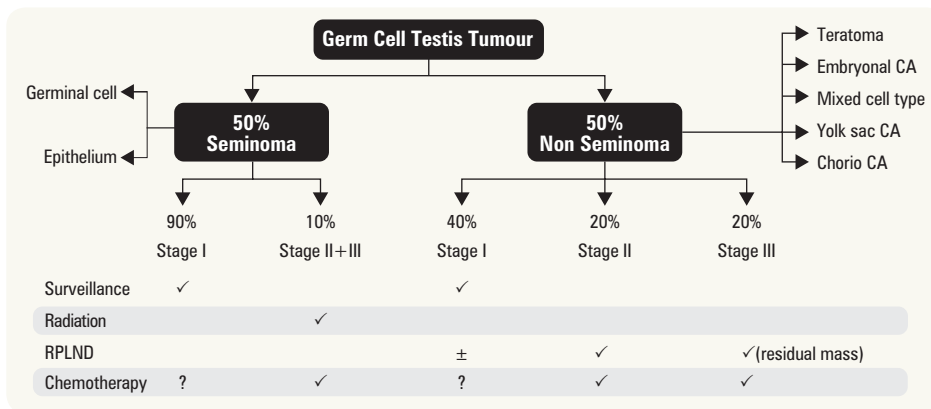 Germ Cell Testis Tumour
Germinal cell
Epithelium
50%
Seminoma
50%
Non Seminoma
Teratoma
Embryonal CA
Mixed cell type
Yolk sac CA
Chorio CA
90% 10% 40% 20% 20%
Stage I Stage II+III Stage I Stage II Stage III
Surveillance ✓ ✓
Radiation ✓
RPLND ± ✓ ✓(residual mass)
Chemotherapy ? ✓ ? ✓ ✓